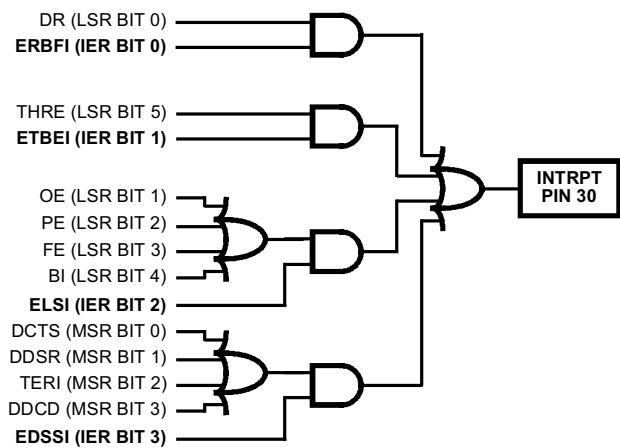 DR (LSR BIT 0)
ERBFI (IER BIT 0)
THRE (LSR BIT 5)
ETBEI (IER BIT 1)
OE (LSR BIT 1)
PE (LSR BIT 2)
FE (LSR BIT 3)
BI (LSR BIT 4)
ELSI (IER BIT 2)
DCTS (MSR BIT 0)
DDSR (MSR BIT 1)
TERI (MSR BIT 2)
DDCD (MSR BIT 3)
EDSSI (IER BIT 3)
INTRPT
PIN 30